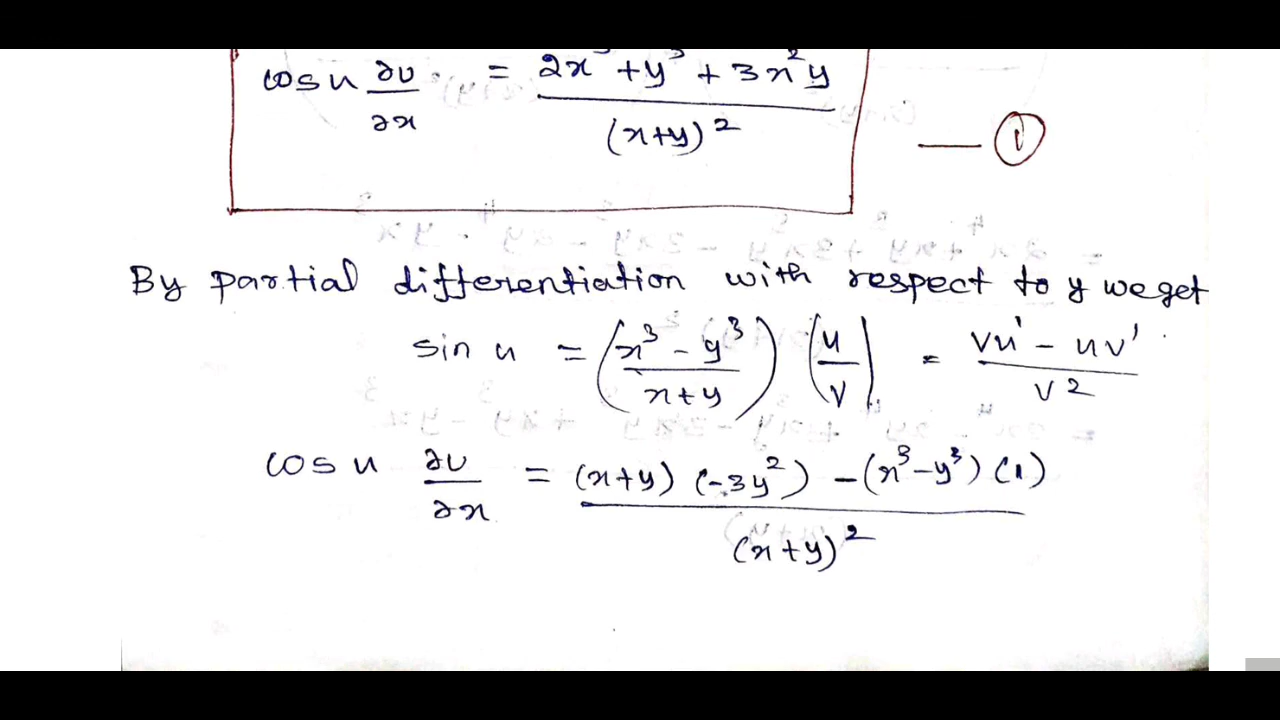 cos u ∂u/∂x = 2x³ + y³ + 3x²y / (x+y)² — ①
By partial differentiation with respect to y we get
sin u = (x³ - y³ / x+y) (u/v) = vu' - uv' / v²
cos u ∂u/∂x = (x+y) (-3y²) - (x³-y³) (1) / (x+y)²